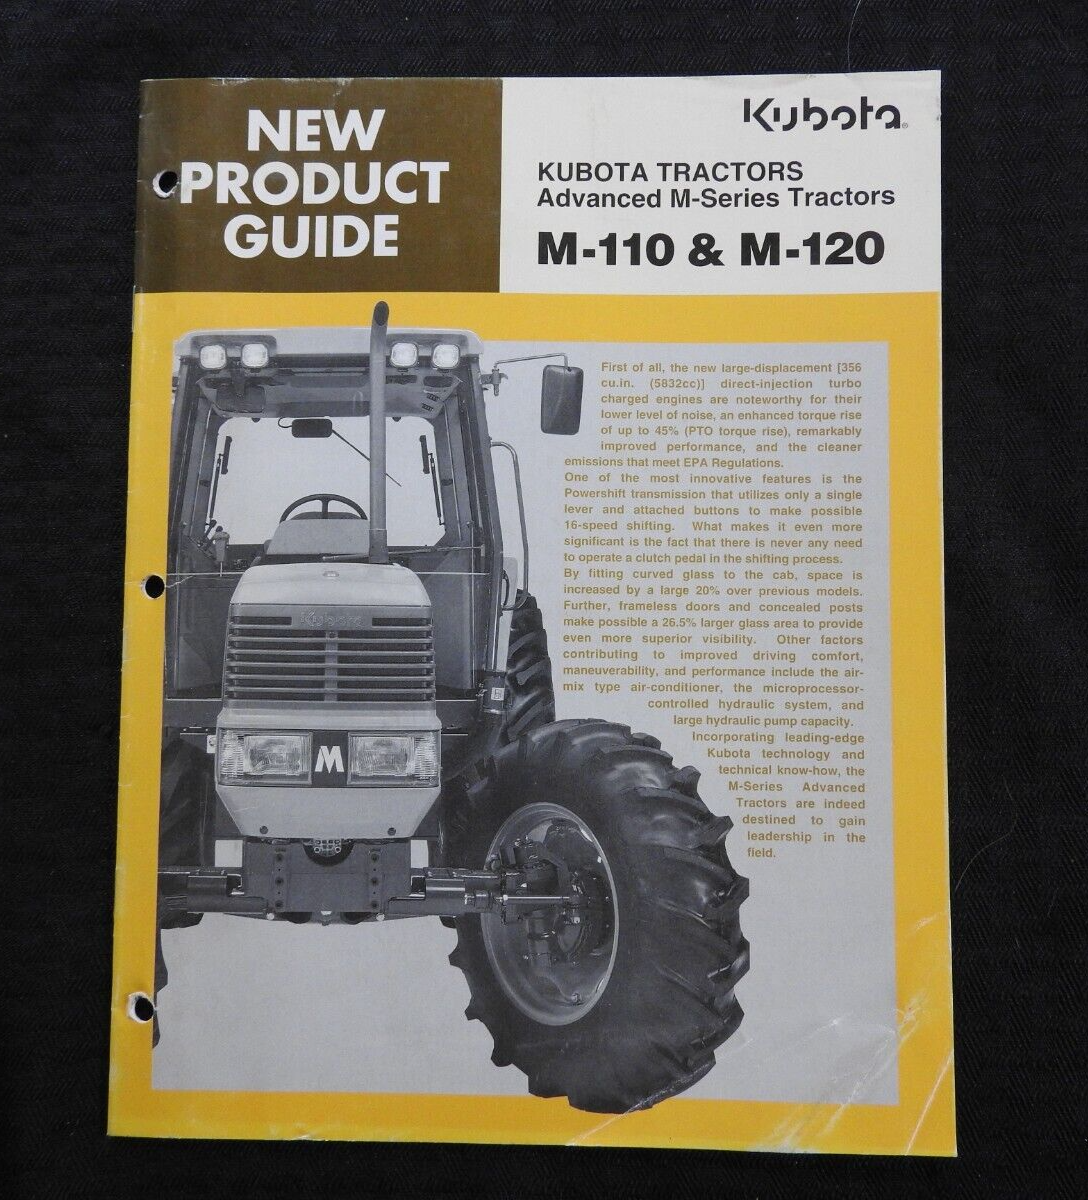 NEW
PRODUCT
GUIDE
Kubota®
KUBOTA TRACTORS
Advanced M-Series Tractors
M-110 & M-120
First of all, the new large-displacement [356
cu.in. (5832cc)] direct-injection turbo
charged engines are noteworthy for their
lower level of noise, an enhanced torque rise
of up to 45% (PTO torque rise), remarkably
improved performance, and the cleaner
emissions that meet EPA Regulations.
One of the most innovative features is the
Powershift transmission that utilizes only a single
lever and attached buttons to make possible
16-speed shifting. What makes it even more
significant is the fact that there is never any need
to operate a clutch pedal in the shifting process.
By fitting curved glass to the cab, space is
increased by a large 20% over previous models.
Further, frameless doors and concealed posts
make possible a 26.5% larger glass area to provide
even more superior visibility. Other factors
contributing to improved driving comfort,
maneuverability, and performance include the air-
mix type air-conditioner, the microprocessor-
controlled hydraulic system, and
large hydraulic pump capacity.
Incorporating leading-edge
Kubota technology and
technical know-how, the
M-Series Advanced
Tractors are indeed
destined to gain
leadership in the
field.
Kubota
M